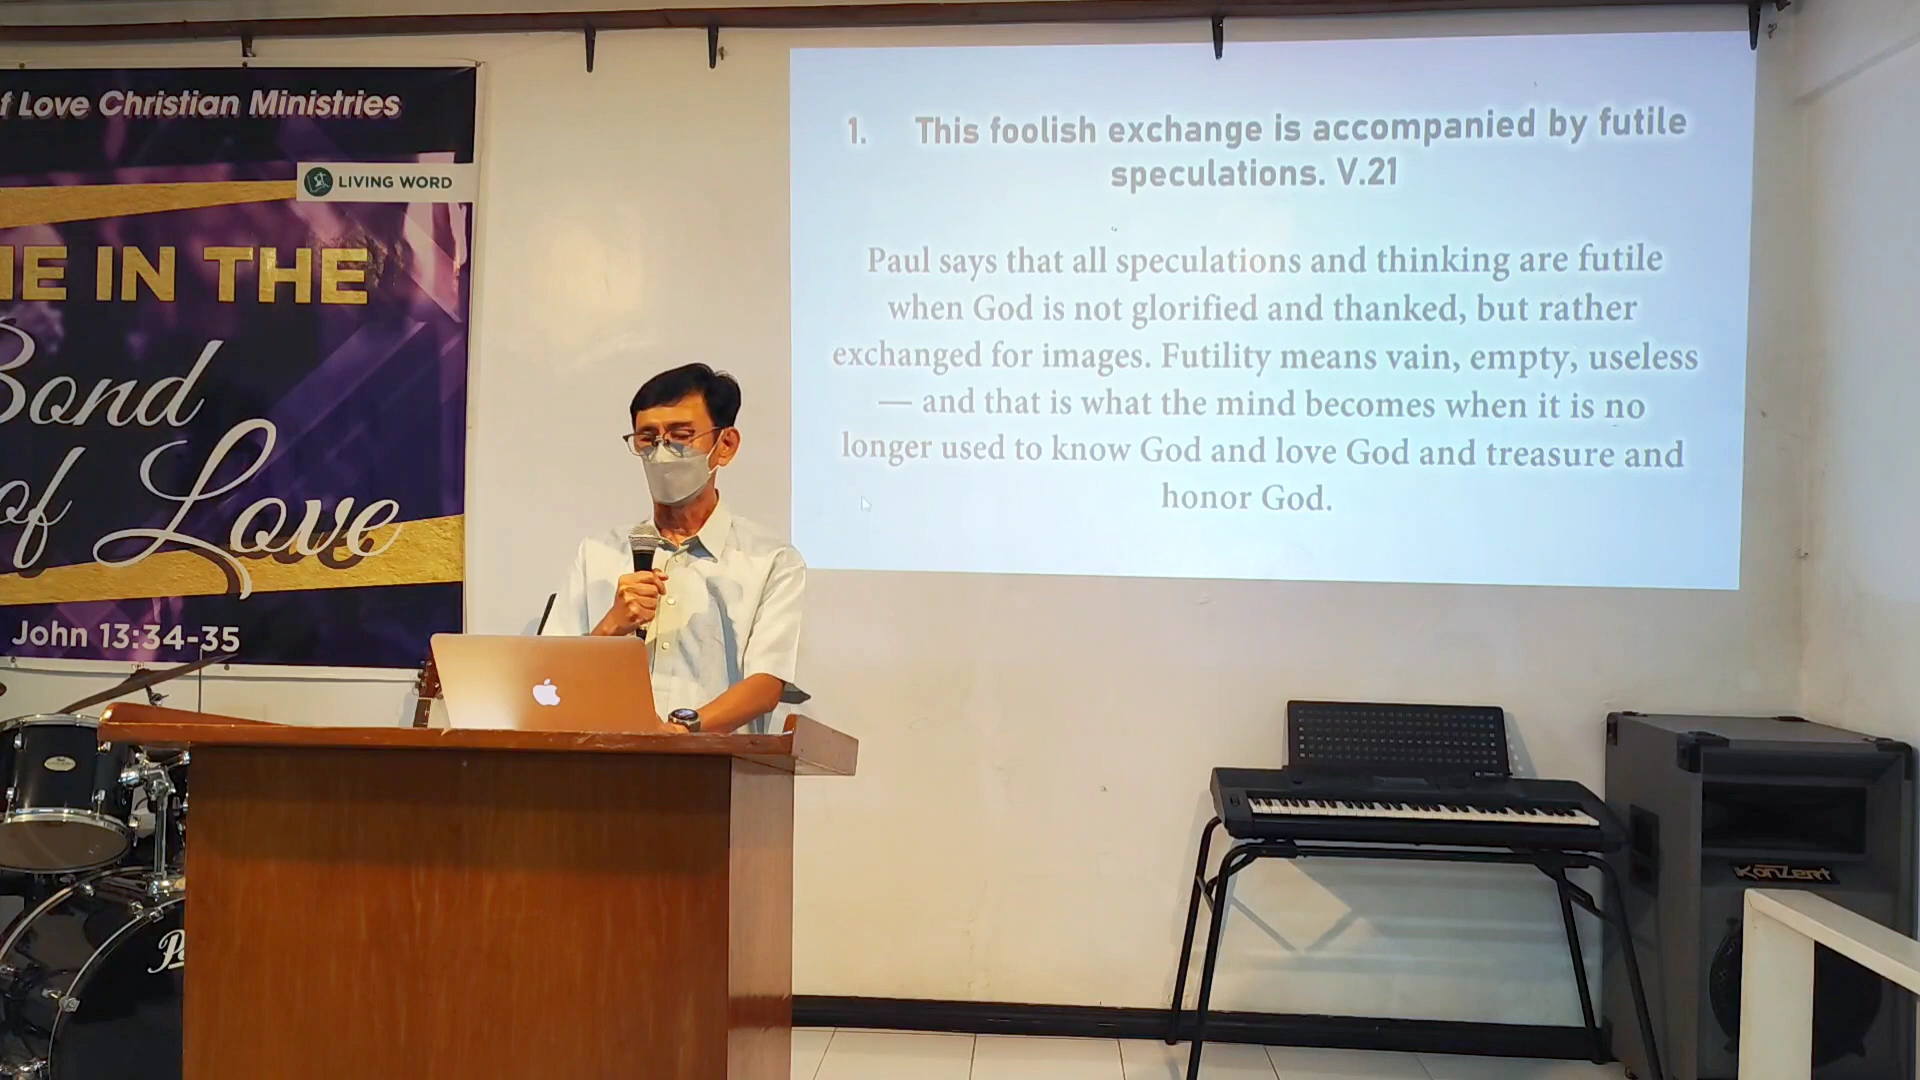 f Love Christian Ministries
LIVING WORD
IN THE
Bond
of Love
John 13:34-35
1. This foolish exchange is accompanied by futile
speculations. V.21
Paul says that all speculations and thinking are futile
when God is not glorified and thanked, but rather
exchanged for images. Futility means vain, empty, useless
— and that is what the mind becomes when it is no
longer used to know God and love God and treasure and
honor God.
KonZert